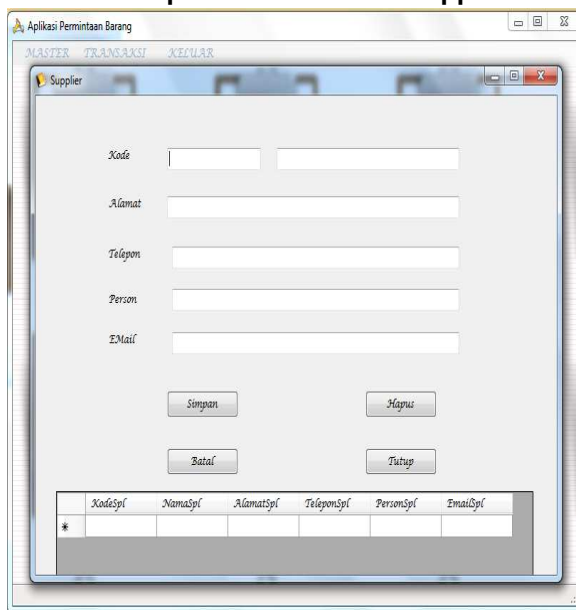 Aplikasi Permintaan Barang
MASTER TRANSAKSI KELUAR
Supplier
Kode
Alamat
Telepon
Person
EMail
Simpan Hapus
Batal Tutup
KodeSpl NamaSpl AlamatSpl TeleponSpl PersonSpl EmailSpl